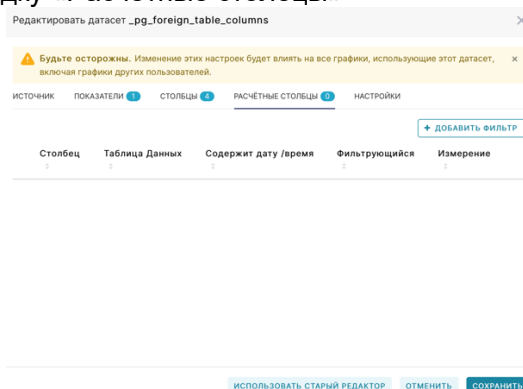 Редактировать датасет _pg_foreign_table_columns
Будьте осторожны. Изменение этих настроек будет влиять на все графики, использующие этот датасет,
включая графики других пользователей.
ИСТОЧНИК ПОКАЗАТЕЛИ 1 СТОЛБЦЫ 4 РАСЧЁТНЫЕ СТОЛБЦЫ 0 НАСТРОЙКИ
+ ДОБАВИТЬ ФИЛЬТР
Столбец Таблица Данных Содержит дату /время Фильтрующийся Измерение
ИСПОЛЬЗОВАТЬ СТАРЫЙ РЕДАКТОР ОТМЕНИТЬ СОХРАНИТЬ